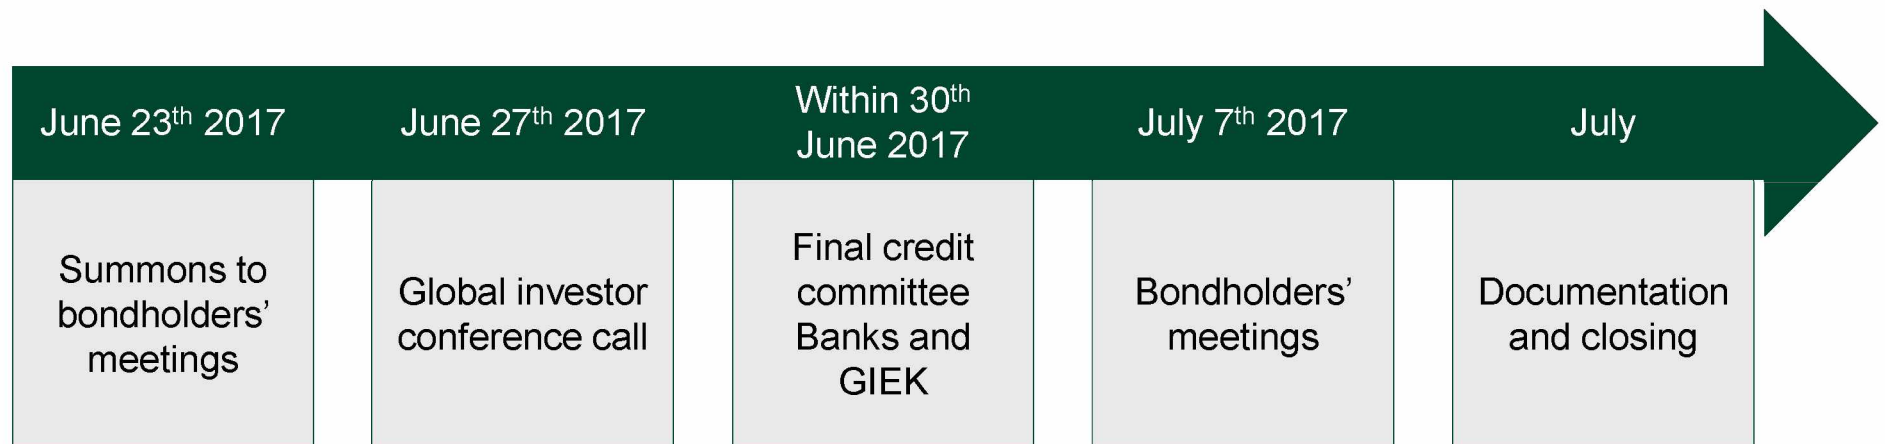 June 23th 2017
June 27th 2017
Within 30th
June 2017
July 7th 2017
July
Summons to
bondholders’
meetings
Global investor
conference call
Final credit
committee
Banks and
GIEK
Bondholders’
meetings
Documentation
and closing